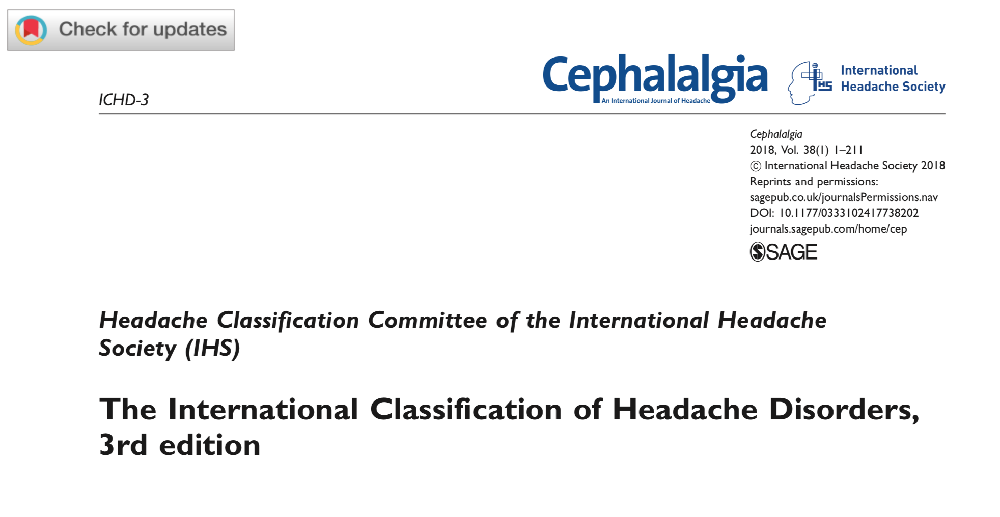 Check for updates
Cephalalgia
An International Journal of Headache
iHS
International
Headache Society
ICHD-3
Cephalalgia
2018, Vol. 38(1) 1–211
© International Headache Society 2018
Reprints and permissions:
sagepub.co.uk/journalsPermissions.nav
DOI: 10.1177/0333102417738202
journals.sagepub.com/home/cep
SAGE
Headache Classification Committee of the International Headache
Society (IHS)
The International Classification of Headache Disorders,
3rd edition